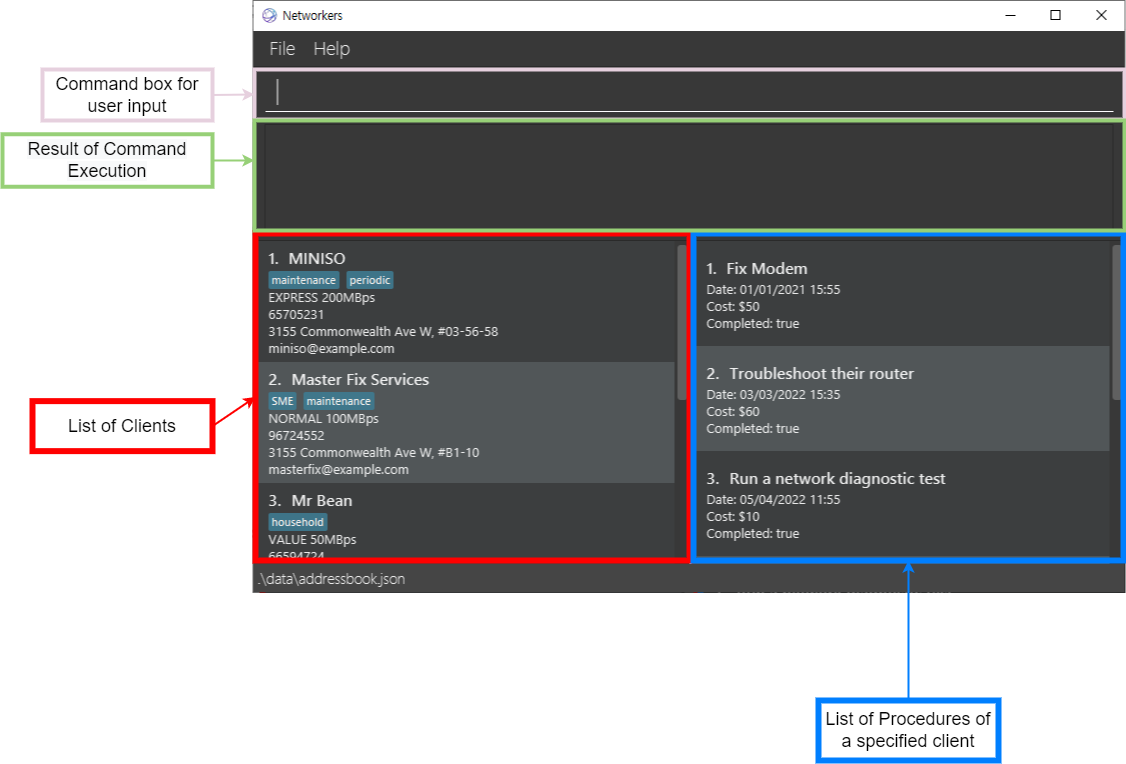 Networkers
File Help
Command box for
user input
Result of Command
Execution
1. MINISO
maintenance periodic
EXPRESS 200MBps
65705231
3155 Commonwealth Ave W, #03-56-58
miniso@example.com
2. Master Fix Services
SME maintenance
NORMAL 100MBps
96724552
3155 Commonwealth Ave W, #B1-10
masterfix@example.com
3. Mr Bean
household
VALUE 50MBps
66594724
1. Fix Modem
Date: 01/01/2021 15:55
Cost: $50
Completed: true
2. Troubleshoot their router
Date: 03/03/2022 15:35
Cost: $60
Completed: true
3. Run a network diagnostic test
Date: 05/04/2022 11:55
Cost: $10
Completed: true
List of Clients
.\data\addressbook.json
List of Procedures of
a specified client